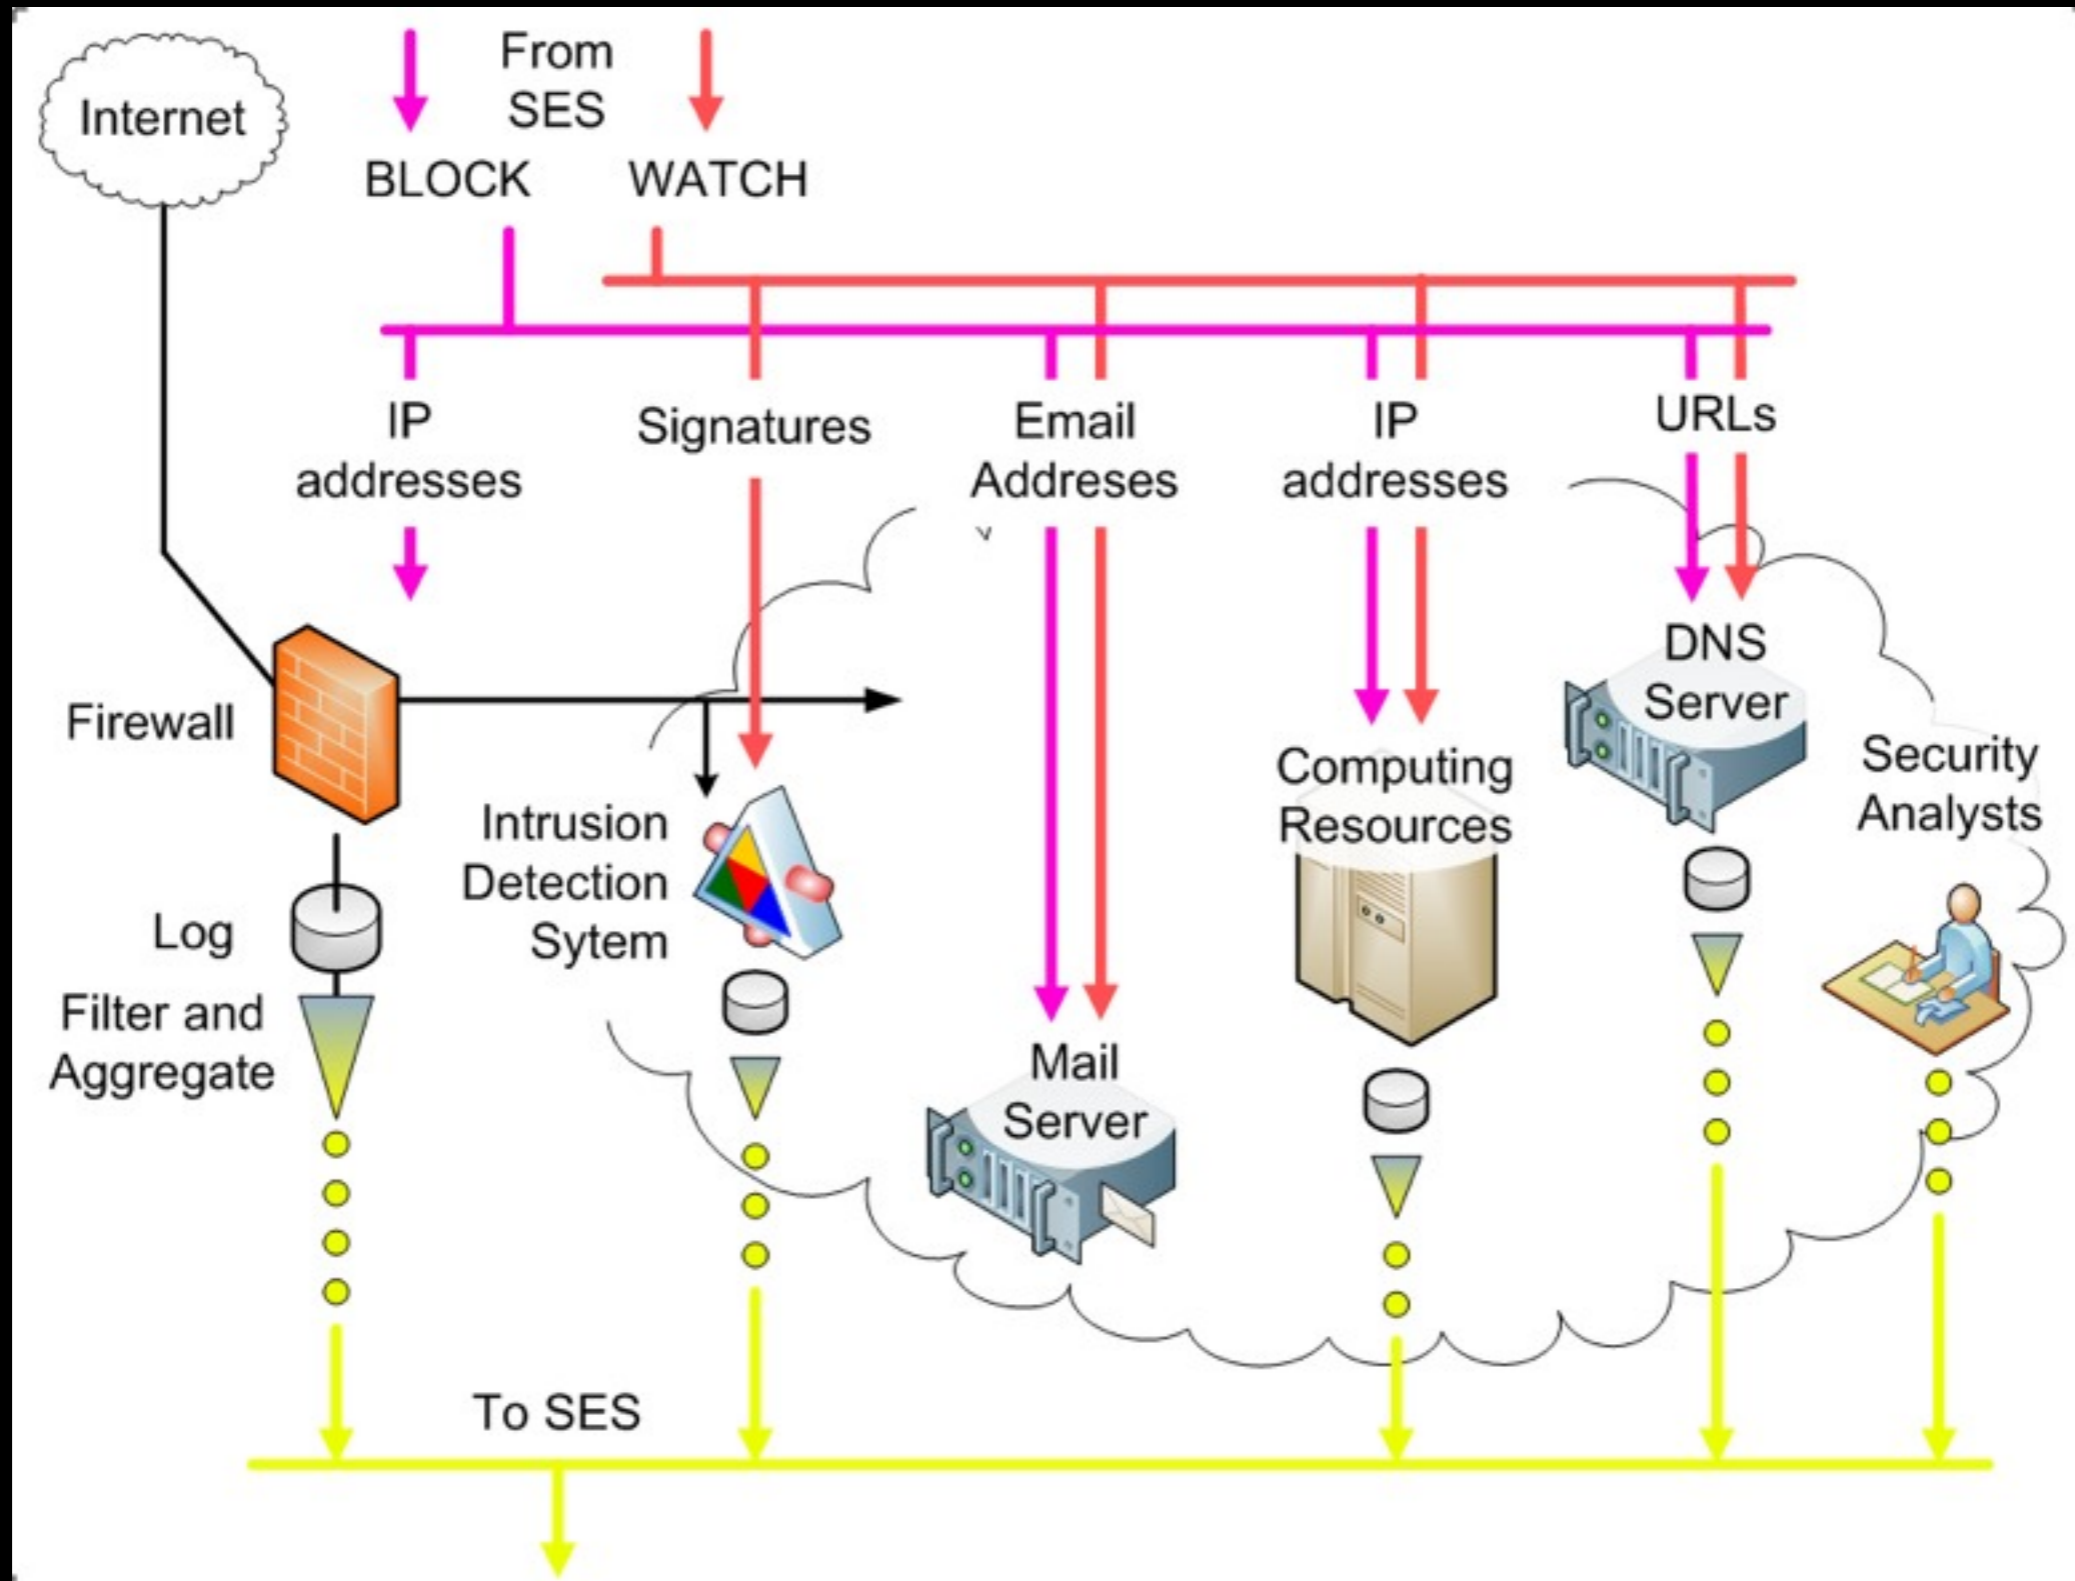 Internet
From
SES
BLOCK
WATCH
IP
addresses
Signatures
Email
Addreses
IP
addresses
URLs
Firewall
Intrusion
Detection
Sytem
Computing
Resources
DNS
Server
Security
Analysts
Log
Filter and
Aggregate
Mail
Server
To SES